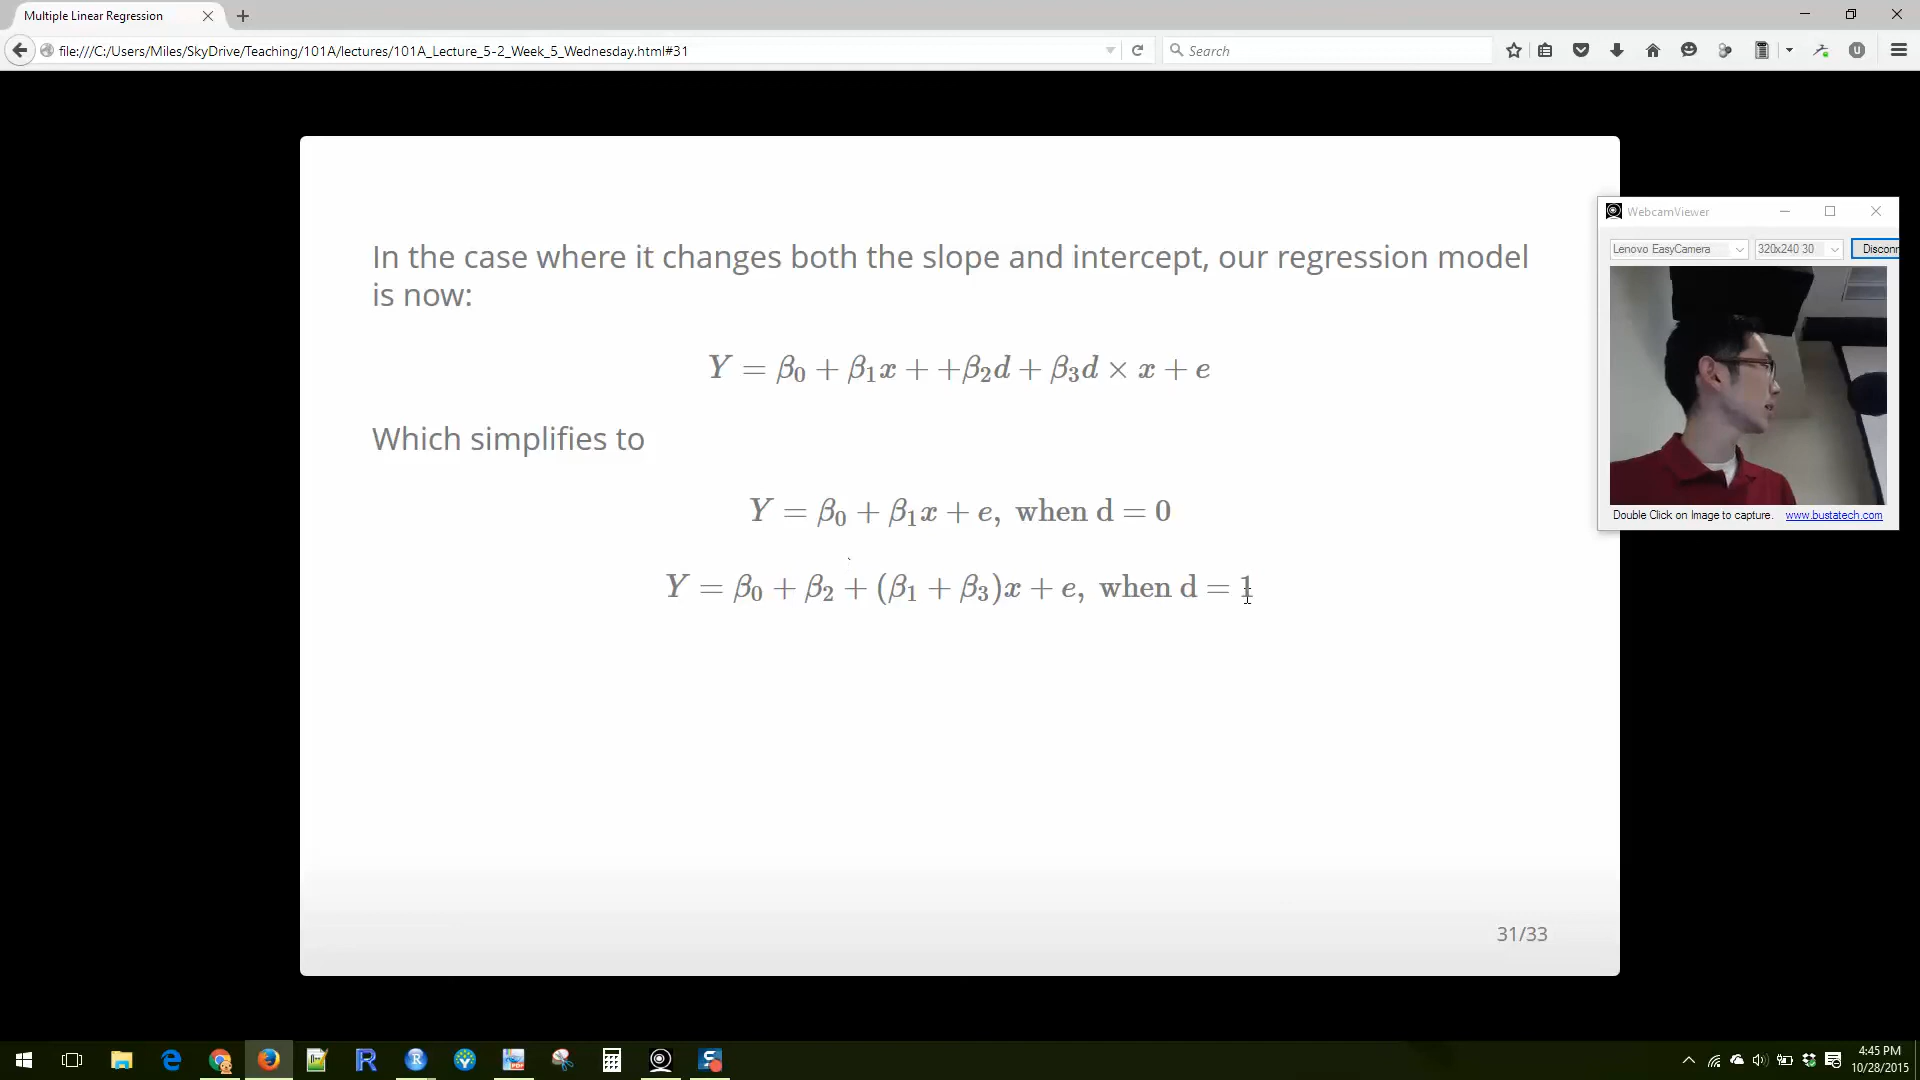 Multiple Linear Regression
file:///C:/Users/Miles/SkyDrive/Teaching/101A/lectures/101A_Lecture_5-2_Week_5_Wednesday.html#31
Search
In the case where it changes both the slope and intercept, our regression model
is now:
Y = β₀ + β₁x + +β₂d + β₃d × x + e
Which simplifies to
Y = β₀ + β₁x + e, when d = 0
Y = β₀ + β₂ + (β₁ + β₃)x + e, when d = 1
31/33
WebcamViewer
Lenovo EasyCamera
320x240 30
Disconn
Double Click on Image to capture.
www.bustatech.com
4:45 PM
10/28/2015